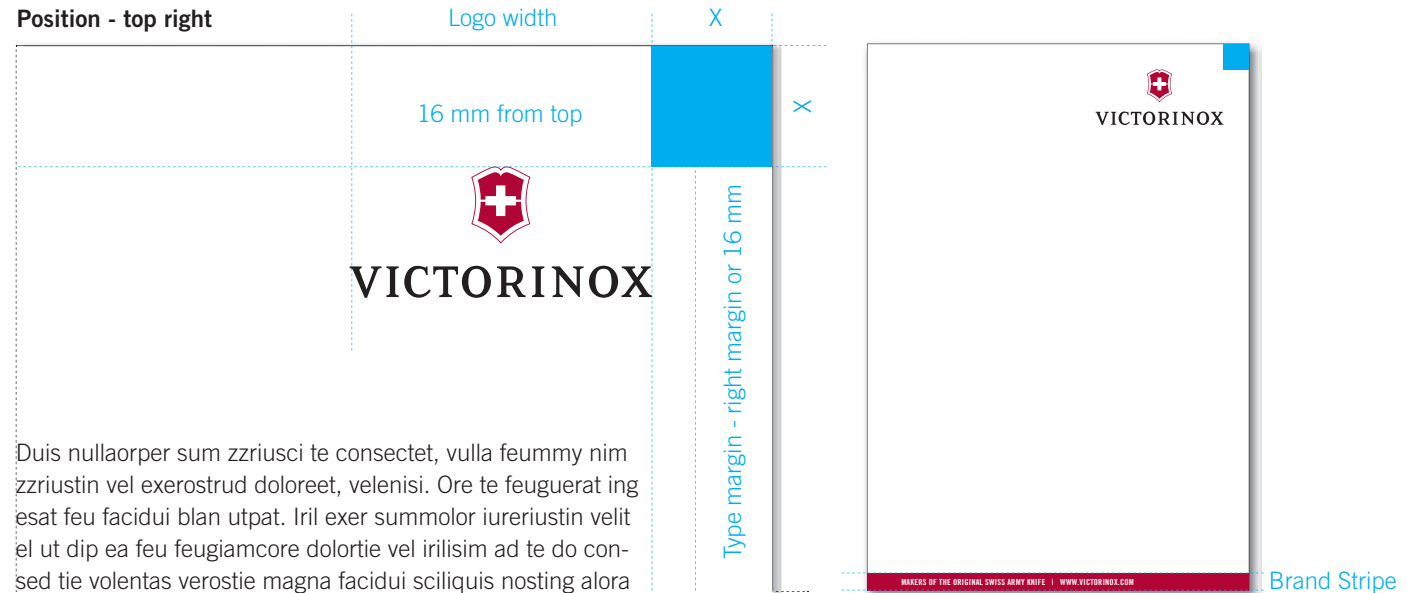 Position - top right
Logo width
X
16 mm from top
X
VICTORINOX
Type margin - right margin or 16 mm
Duis nullaorper sum zzriusci te consectet, vulla feummy nim
zzriustin vel exerostrud doloreet, velenisi. Ore te feuguerat ing
esat feu facidui blan utpat. Iril exer summolor iureriustin velit
el ut dip ea feu feugiamcore dolortie vel irilisim ad te do con-
sed tie volentas verostie magna facidui sciliquis nosting alora
VICTORINOX
MAKERS OF THE ORIGINAL SWISS ARMY KNIFE | WWW.VICTORINOX.COM
Brand Stripe